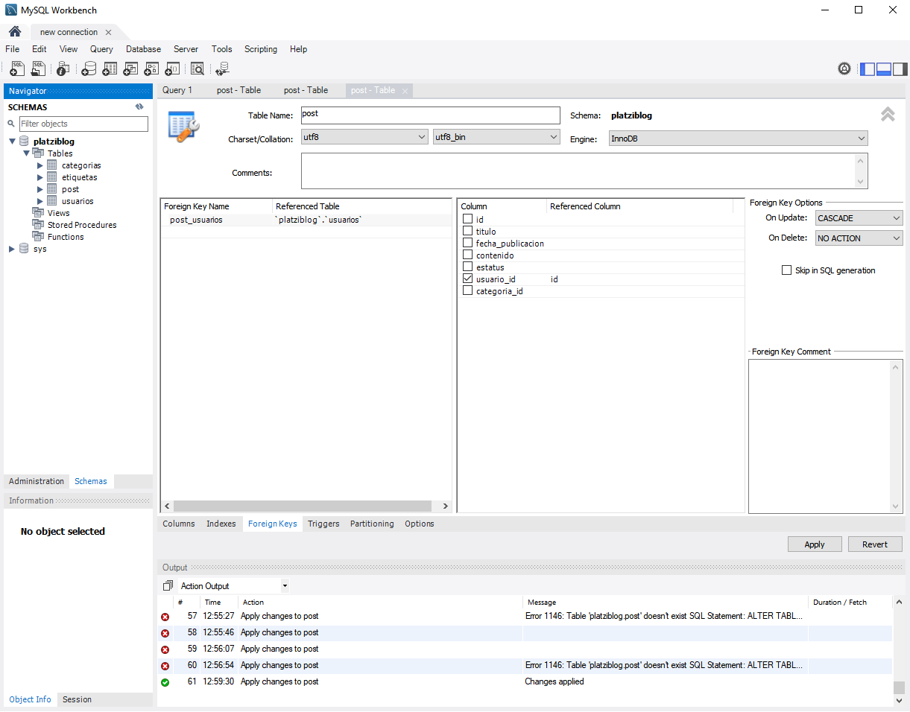 MySQL Workbench
new connection
File Edit View Query Database Server Tools Scripting Help
Navigator
SCHEMAS
Filter objects
platziblog
Tables
categorias
etiquetas
post
usuarios
Views
Stored Procedures
Functions
sys
Administration Schemas
Information
No object selected
Object Info Session
Query 1 post - Table post - Table post - Table
Table Name: post Schema: platziblog
Charset/Collation: utf8 utf8_bin Engine: InnoDB
Comments:
Foreign Key Name Referenced Table
post_usuarios `platziblog`.`usuarios`
Column Referenced Column
id
titulo
fecha_publicacion
contenido
estatus
usuario_id id
categoria_id
Foreign Key Options
On Update: CASCADE
On Delete: NO ACTION
Skip in SQL generation
Foreign Key Comment
Columns Indexes Foreign Keys Triggers Partitioning Options
Apply Revert
Output
Action Output
# Time Action Message Duration / Fetch
57 12:55:27 Apply changes to post Error 1146: Table 'platziblog.post' doesn't exist SQL Statement: ALTER TABL...
58 12:55:46 Apply changes to post
59 12:56:07 Apply changes to post
60 12:56:54 Apply changes to post Error 1146: Table 'platziblog.post' doesn't exist SQL Statement: ALTER TABL...
61 12:59:30 Apply changes to post Changes applied